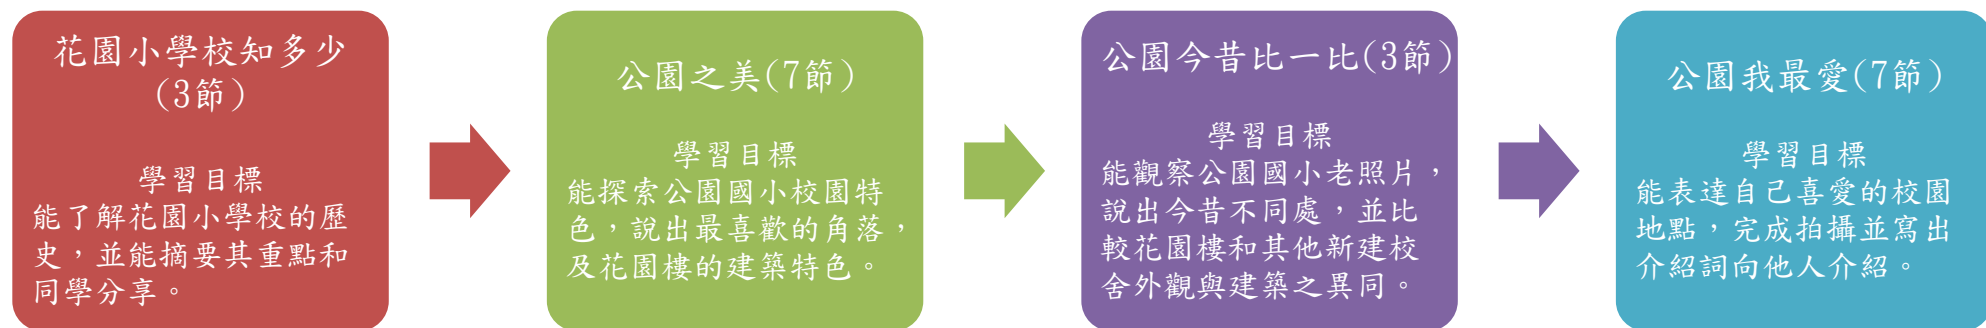 花園小學校知多少
(3節)
學習目標
能了解花園小學校的歷
史，並能摘要其重點和
同學分享。
公園之美(7節)
學習目標
能探索公園國小校園特
色，說出最喜歡的角落，
及花園樓的建築特色。
公園今昔比一比(3節)
學習目標
能觀察公園國小老照片，
說出今昔不同處，並比
較花園樓和其他新建校
舍外觀與建築之異同。
公園我最愛(7節)
學習目標
能表達自己喜愛的校園
地點，完成拍攝並寫出
介紹詞向他人介紹。